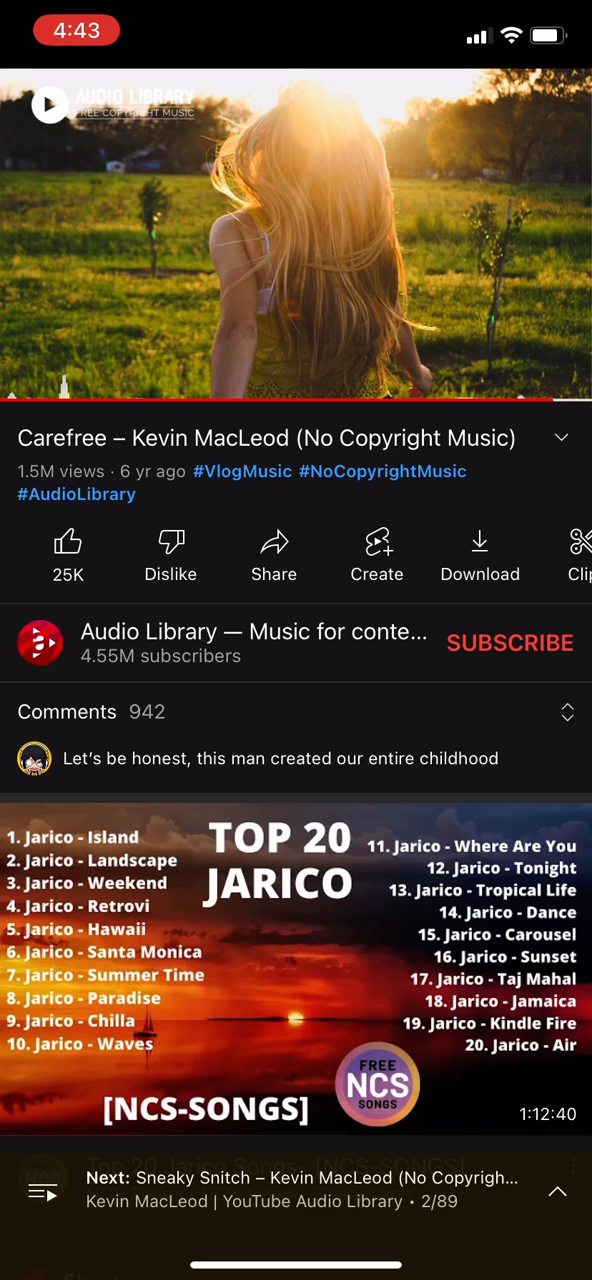 4:43
AUDIO LIBRARY
FREE COPYRIGHT MUSIC
Carefree – Kevin MacLeod (No Copyright Music)
1.5M views · 6 yr ago #VlogMusic #NoCopyrightMusic
#AudioLibrary
25K
Dislike
Share
Create
Download
Clip
Audio Library — Music for conte...
4.55M subscribers
SUBSCRIBE
Comments 942
Let's be honest, this man created our entire childhood
TOP 20
JARICO
1. Jarico - Island
2. Jarico - Landscape
3. Jarico - Weekend
4. Jarico - Retrovi
5. Jarico - Hawaii
6. Jarico - Santa Monica
7. Jarico - Summer Time
8. Jarico - Paradise
9. Jarico - Chilla
10. Jarico - Waves
11. Jarico - Where Are You
12. Jarico - Tonight
13. Jarico - Tropical Life
14. Jarico - Dance
15. Jarico - Carousel
16. Jarico - Sunset
17. Jarico - Taj Mahal
18. Jarico - Jamaica
19. Jarico - Kindle Fire
20. Jarico - Air
[NCS-SONGS]
FREE
NCS
SONGS
1:12:40
Top 20 Jarico Songs- [NCS-SONGS]
Next: Sneaky Snitch – Kevin MacLeod (No Copyrigh...
Kevin MacLeod | YouTube Audio Library • 2/89